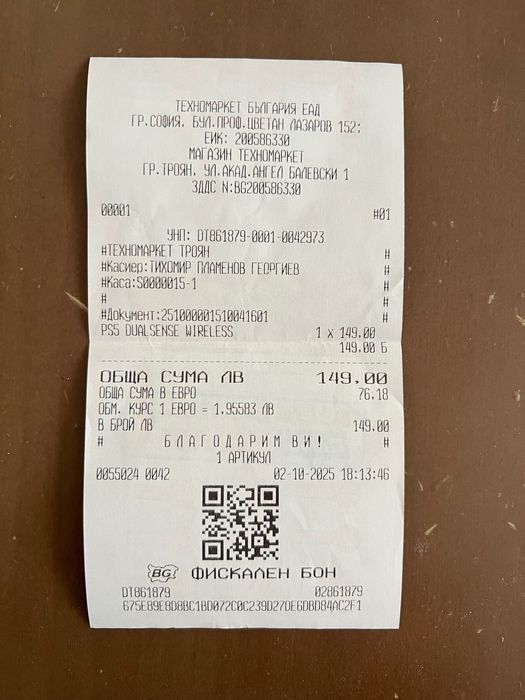 ТЕХНОМАРКЕТ БЪЛГАРИЯ ЕАД
ГР.СОФИЯ, БУЛ.ПРОФ.ЦВЕТАН ЛАЗАРОВ 152;
ЕИК: 200586330
МАГАЗИН ТЕХНОМАРКЕТ
ГР.ТРОЯН, УЛ.АКАД.АНГЕЛ БАЛЕВСКИ 1
ЗДДС N:BG200586330
00001 #01
УНП: DT861879-0001-0042973
#ТЕХНОМАРКЕТ ТРОЯН #
#Касиер:ТИХОМИР ПЛАМЕНОВ ГЕОРГИЕВ #
#Каса:S0000015-1 #
# #
#Документ:251000001510041601 #
PS5 DUALSENSE WIRELESS 1 x 149.00
149.00 Б
ОБЩА СУМА ЛВ 149.00
ОБЩА СУМА В ЕВРО 76.18
ОБМ. КУРС 1 ЕВРО = 1.95583 ЛВ
В БРОЙ ЛВ 149.00
# Б Л А Г О Д А Р И М В И ! #
1 АРТИКУЛ
0055024 0042 02-10-2025 18:13:46
BG ФИСКАЛЕН БОН
DT861879 02861879
675E89E8D8BC1BD072C0C239D27DE6DBD84AC2F1